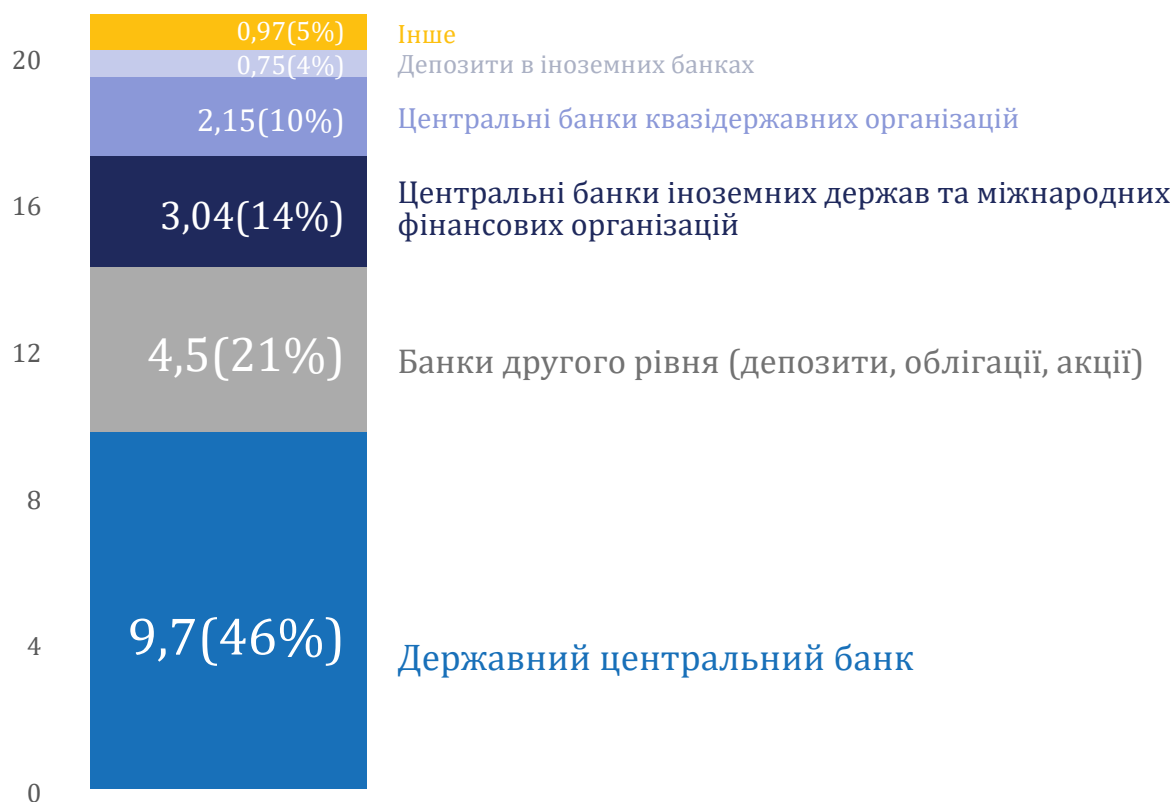 0,97(5%) Інше
20 0,75(4%) Депозити в іноземних банках
2,15(10%) Центральні банки квазідержавних організацій
16 3,04(14%) Центральні банки іноземних держав та міжнародних
фінансових організацій
12 4,5(21%) Банки другого рівня (депозити, облігації, акції)
8
4 9,7(46%) Державний центральний банк
0